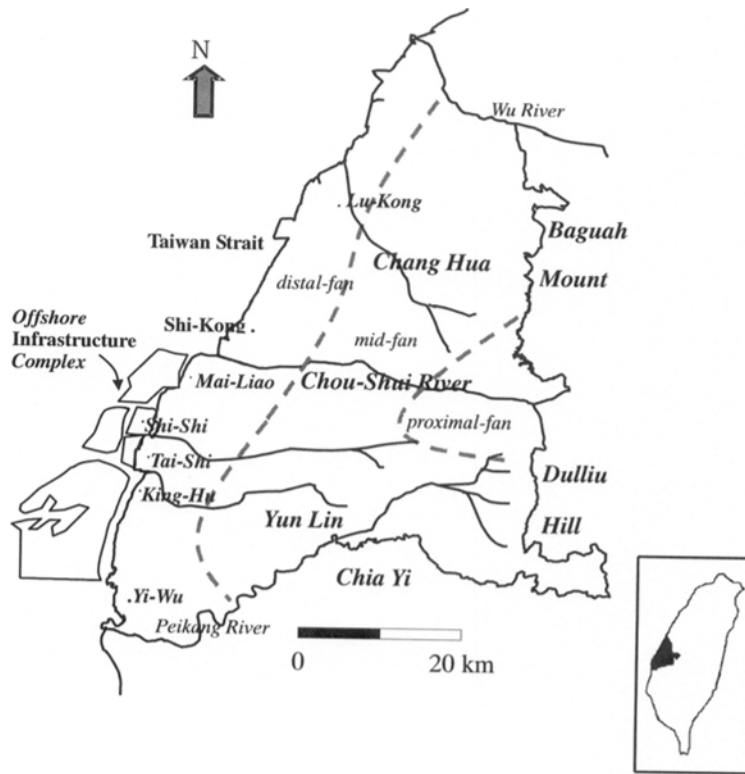 N
Wu River
Lu-Kong
Baguah
Mount
Taiwan Strait
Chang Hua
distal-fan
Offshore
Infrastructure
Complex
Shi-Kong
mid-fan
Mai-Liao
Chou-Shui River
Shi-Shi
proximal-fan
Tai-Shi
Dulliu
Hill
King-Hu
Yun Lin
Chia Yi
Yi-Wu
Peikang River
0
20 km